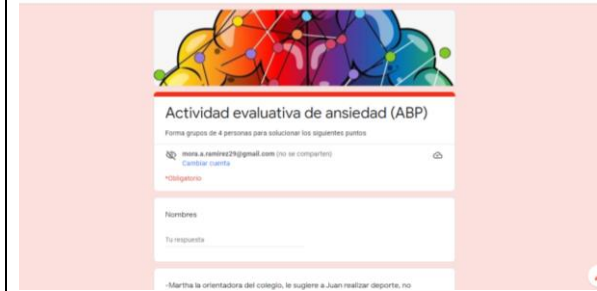 Actividad evaluativa de ansiedad (ABP)
Forma grupos de 4 personas para solucionar los siguientes puntos
mora.a.ramirez29@gmail.com (no se comparten)
Cambiar cuenta
*Obligatorio
Nombres
Tu respuesta
-Martha la orientadora del colegio, le sugiere a Juan realizar deporte, no